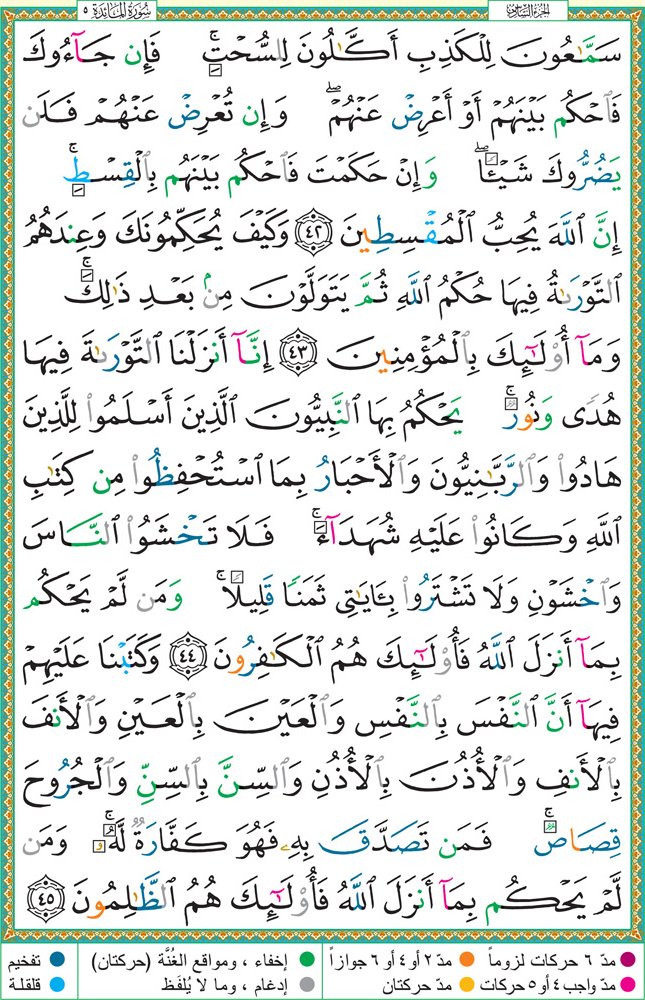 سُورَةُ المَائدَة ٥
الجزء السادس
سَمَّٰعُونَ لِلْكَذِبِ أَكَّٰلُونَ لِلسُّحْتِۚ فَإِن جَآءُوكَ
فَٱحْكُم بَيْنَهُمْ أَوْ أَعْرِضْ عَنْهُمْۖ وَإِن تُعْرِضْ عَنْهُمْ فَلَن
يَضُرُّوكَ شَيْـًٔاۖ وَإِنْ حَكَمْتَ فَٱحْكُم بَيْنَهُم بِٱلْقِسْطِۚ
إِنَّ ٱللَّهَ يُحِبُّ ٱلْمُقْسِطِينَ ٤٢ وَكَيْفَ يُحَكِّمُونَكَ وَعِندَهُمُ
ٱلتَّوْرَىٰةُ فِيهَا حُكْمُ ٱللَّهِ ثُمَّ يَتَوَلَّوْنَ مِنۢ بَعْدِ ذَٰلِكَۚ
وَمَآ أُو۟لَٰٓئِكَ بِٱلْمُؤْمِنِينَ ٤٣ إِنَّآ أَنزَلْنَا ٱلتَّوْرَىٰةَ فِيهَا
هُدًى وَنُورٌۚ يَحْكُمُ بِهَا ٱلنَّبِيُّونَ ٱلَّذِينَ أَسْلَمُوا۟ لِلَّذِينَ
هَادُوا۟ وَٱلرَّبَّٰنِيُّونَ وَٱلْأَحْبَارُ بِمَا ٱسْتُحْفِظُوا۟ مِن كِتَٰبِ
ٱللَّهِ وَكَانُوا۟ عَلَيْهِ شُهَدَآءَۚ فَلَا تَخْشَوُا۟ ٱلنَّاسَ
وَٱخْشَوْنِ وَلَا تَشْتَرُوا۟ بِـَٔايَٰتِى ثَمَنًا قَلِيلًاۚ وَمَن لَّمْ يَحْكُم
بِمَآ أَنزَلَ ٱللَّهُ فَأُو۟لَٰٓئِكَ هُمُ ٱلْكَٰفِرُونَ ٤٤ وَكَتَبْنَا عَلَيْهِمْ
فِيهَآ أَنَّ ٱلنَّفْسَ بِٱلنَّفْسِ وَٱلْعَيْنَ بِٱلْعَيْنِ وَٱلْأَنفَ
بِٱلْأَنفِ وَٱلْأُذُنَ بِٱلْأُذُنِ وَٱلسِّنَّ بِٱلسِّنِّ وَٱلْجُرُوحَ
قِصَاصٌۚ فَمَن تَصَدَّقَ بِهِۦ فَهُوَ كَفَّارَةٌ لَّهُۥۚ وَمَن
لَّمْ يَحْكُم بِمَآ أَنزَلَ ٱللَّهُ فَأُو۟لَٰٓئِكَ هُمُ ٱلظَّٰلِمُونَ ٤٥
مدّ ٦ حركات لزوماً مدّ ٢ أو ٤ أو ٦ جوازاً إخفاء ، ومواقع الغُنَّة (حركتان) تفخيم
مدّ واجب ٤ أو ٥ حركات مدّ حركتان إدغام ، وما لا يُلفَظ قلقلة